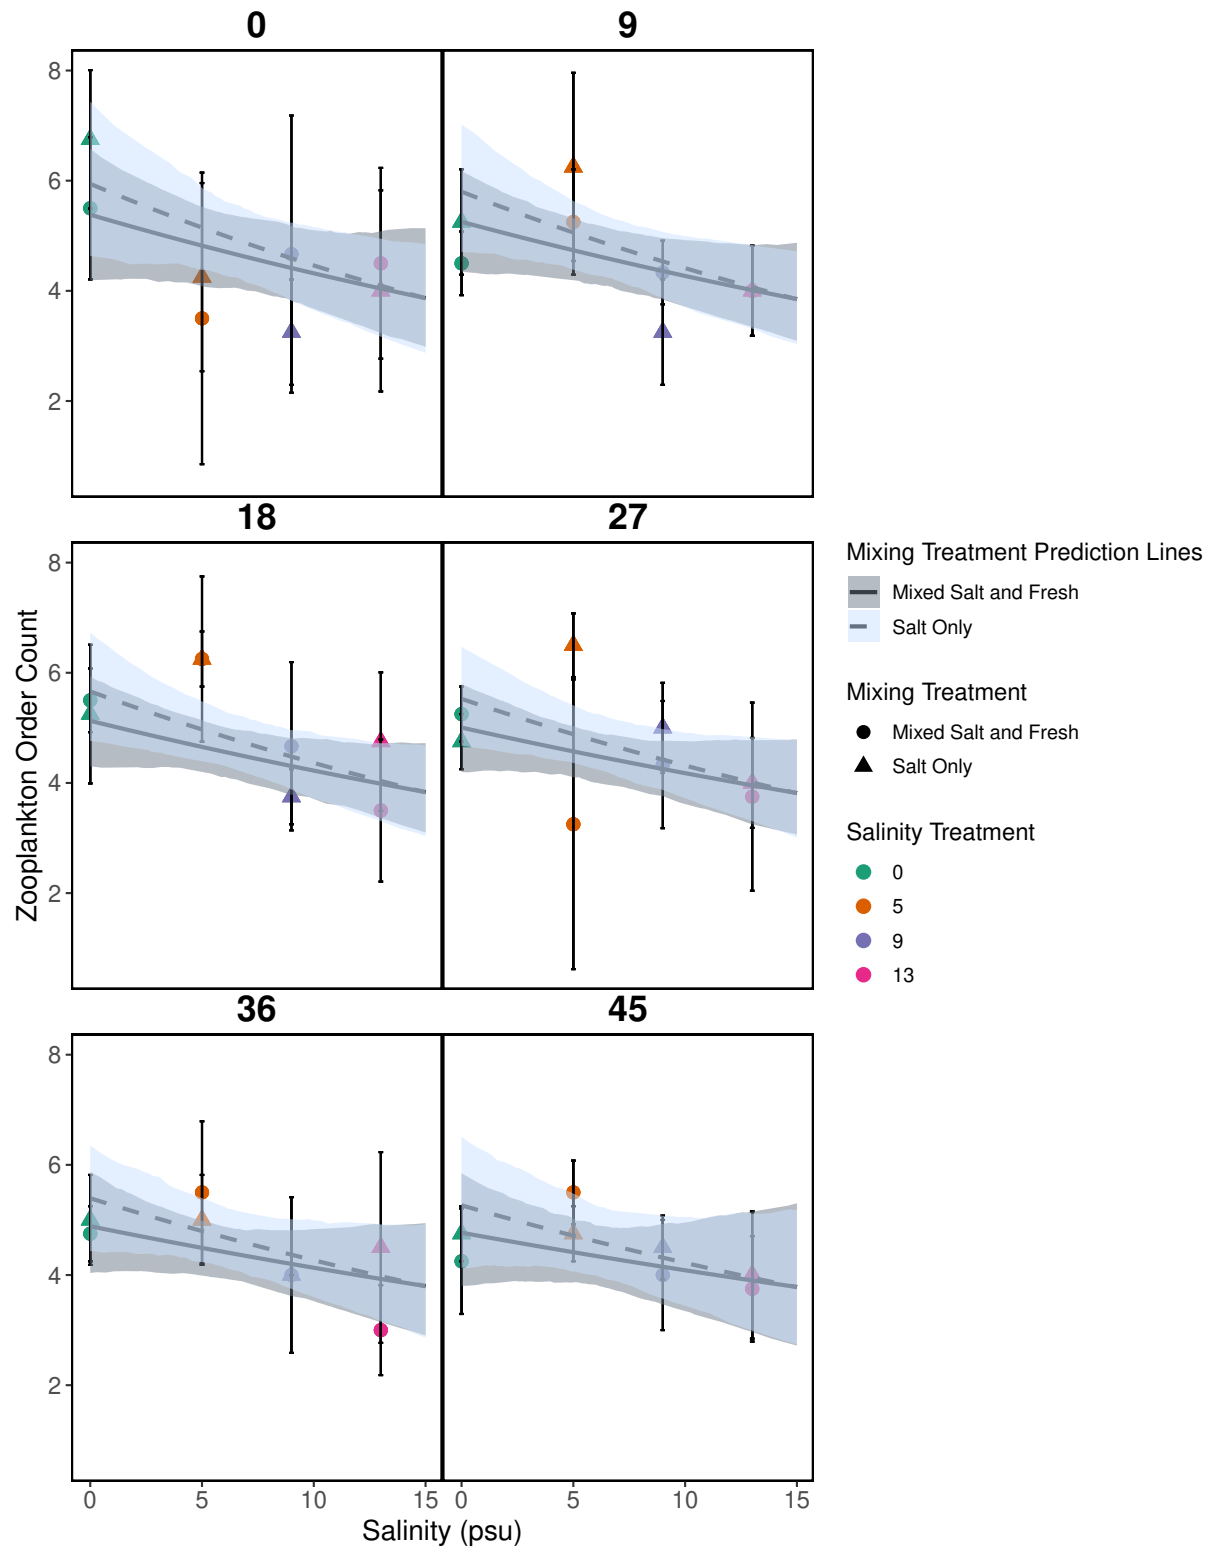 0 9
8
6
4
2
18 27
8
6
4
2
Zooplankton Order Count
36 45
8
6
4
2
0 5 10 15 0 5 10 15
Salinity (psu)
Mixing Treatment Prediction Lines
Mixed Salt and Fresh
Salt Only
Mixing Treatment
Mixed Salt and Fresh
Salt Only
Salinity Treatment
0
5
9
13